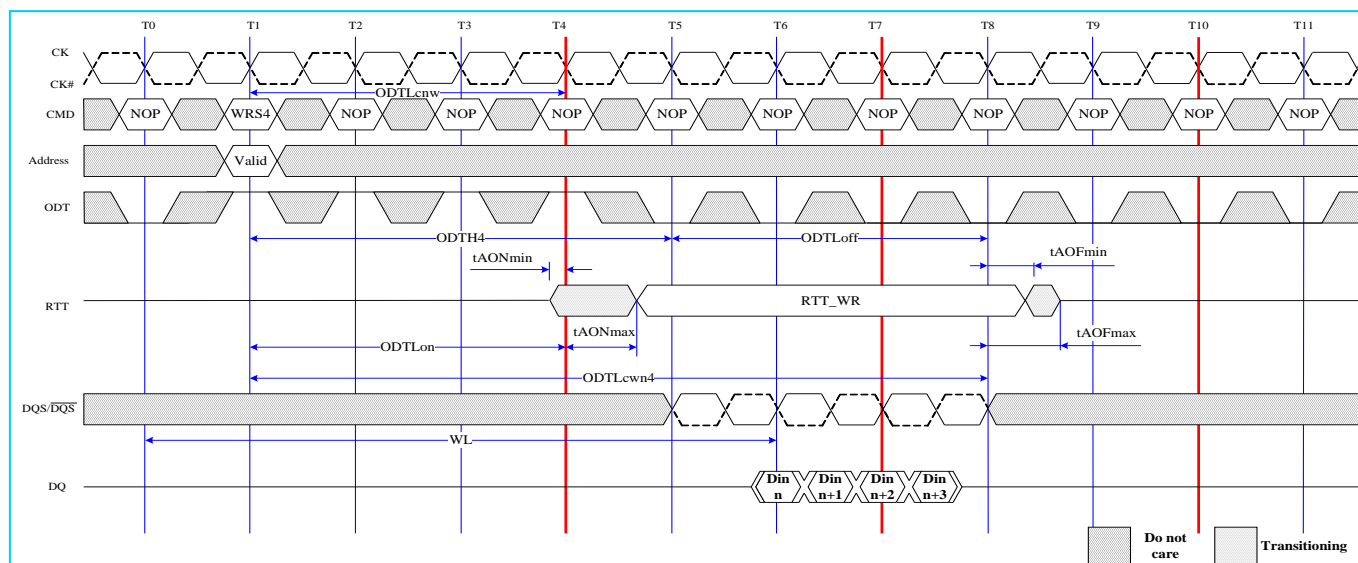 T0 T1 T2 T3 T4 T5 T6 T7 T8 T9 T10 T11
CK
CK#
ODTLcnw
CMD NOP WRS4 NOP NOP NOP NOP NOP NOP NOP NOP NOP NOP
Address Valid
ODT
ODTH4 ODTLoff
tAONmin tAOFmin
RTT RTT_WR
tAONmax tAOFmax
ODTLon
ODTLcwn4
DQS/DQS
WL
DQ Din n Din n+1 Din n+2 Din n+3
Do not care Transitioning